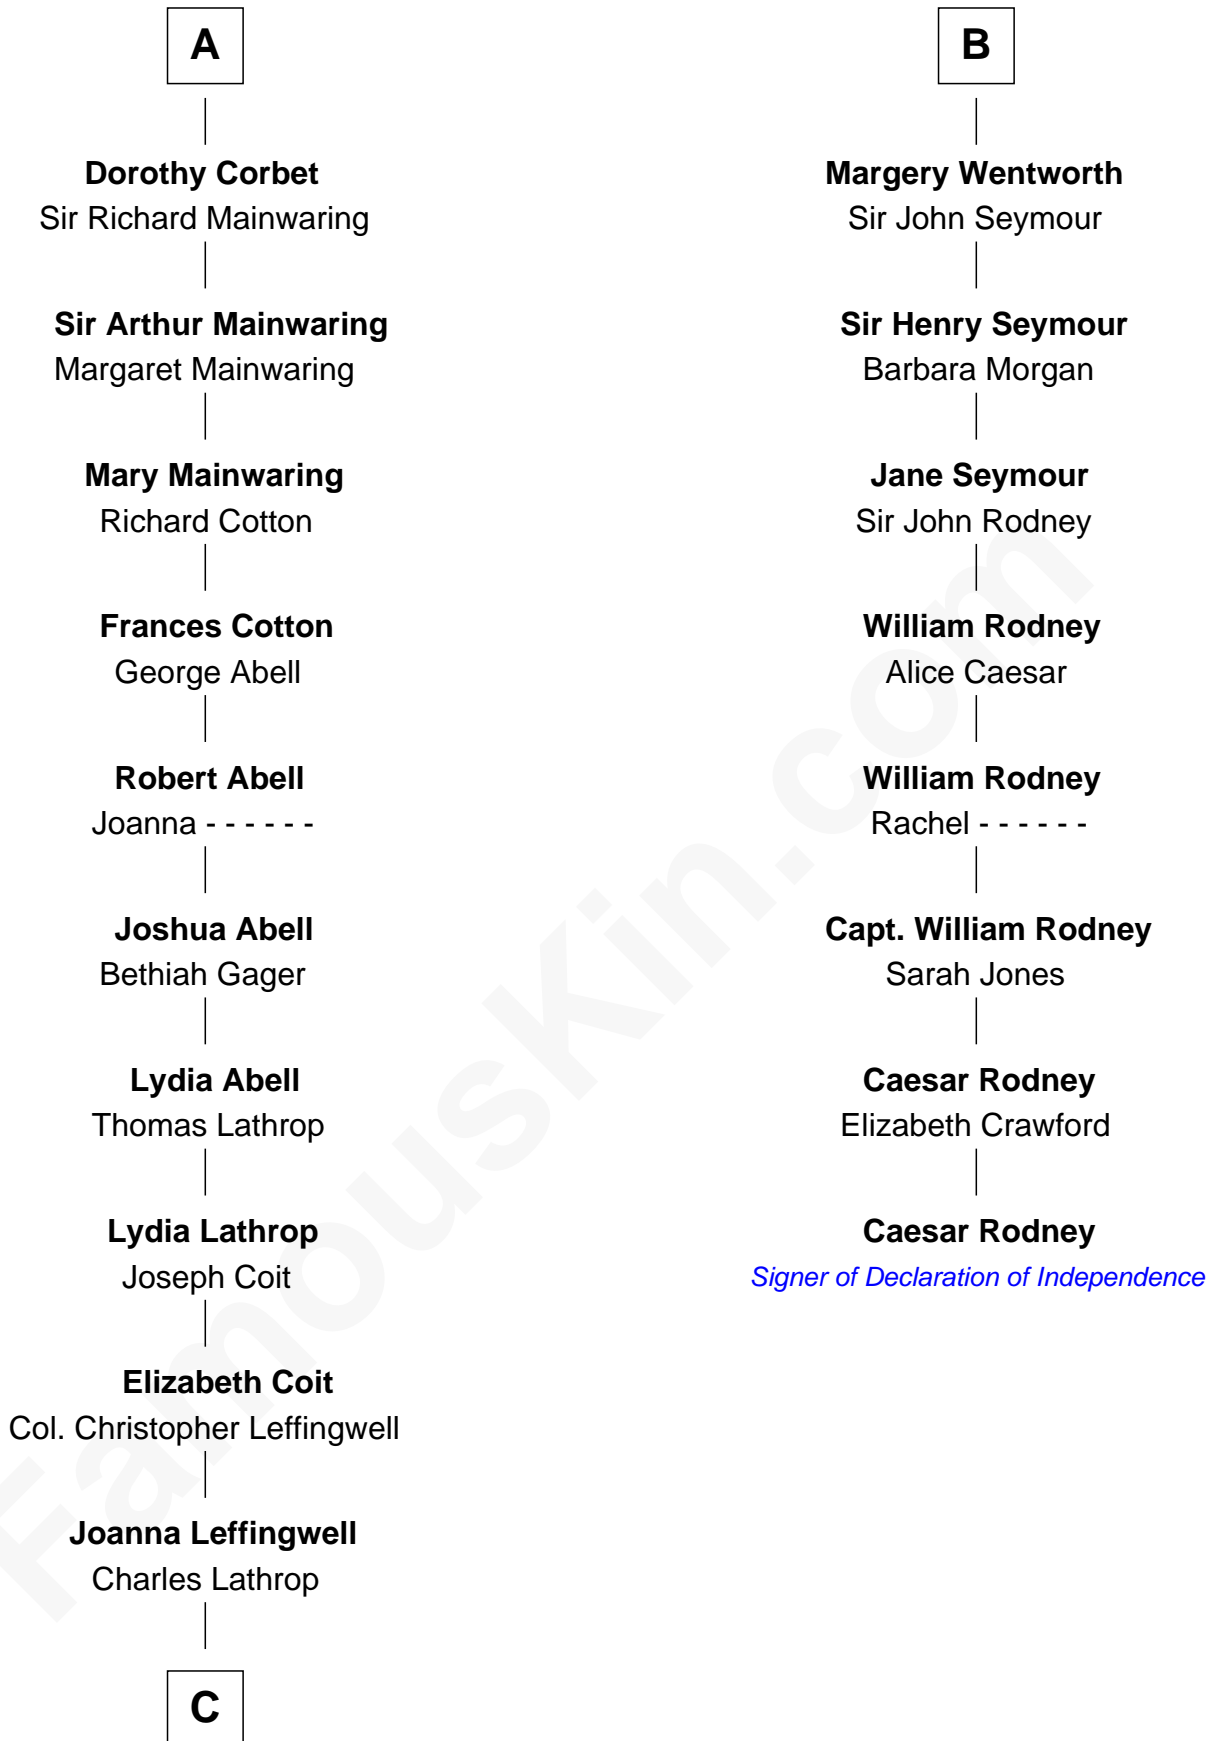 A
Dorothy Corbet
Sir Richard Mainwaring
Sir Arthur Mainwaring
Margaret Mainwaring
Mary Mainwaring
Richard Cotton
Frances Cotton
George Abell
Robert Abell
Joanna - - - - - -
Joshua Abell
Bethiah Gager
Lydia Abell
Thomas Lathrop
Lydia Lathrop
Joseph Coit
Elizabeth Coit
Col. Christopher Leffingwell
Joanna Leffingwell
Charles Lathrop
C
B
Margery Wentworth
Sir John Seymour
Sir Henry Seymour
Barbara Morgan
Jane Seymour
Sir John Rodney
William Rodney
Alice Caesar
William Rodney
Rachel - - - - - -
Capt. William Rodney
Sarah Jones
Caesar Rodney
Elizabeth Crawford
Caesar Rodney
Signer of Declaration of Independence
FamousKin.com